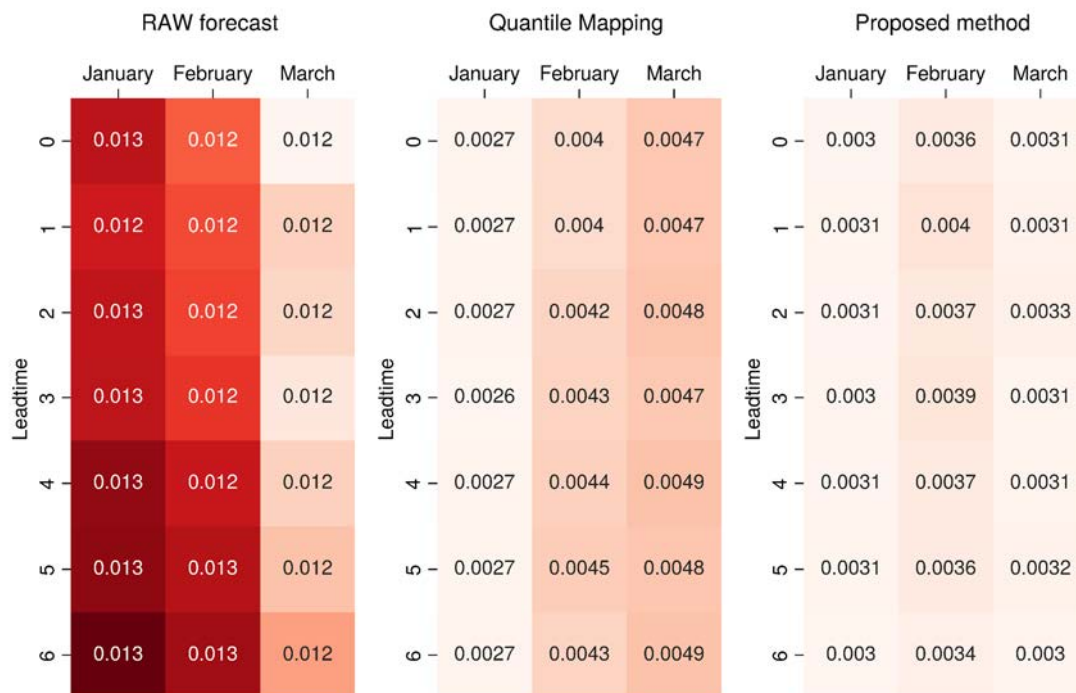 RAW forecast Quantile Mapping Proposed method
January February March January February March January February March
0 0.013 0.012 0.012 0 0.0027 0.004 0.0047 0 0.003 0.0036 0.0031
1 0.012 0.012 0.012 1 0.0027 0.004 0.0047 1 0.0031 0.004 0.0031
2 0.013 0.012 0.012 2 0.0027 0.0042 0.0048 2 0.0031 0.0037 0.0033
Leadtime 3 0.013 0.012 0.012 Leadtime 3 0.0026 0.0043 0.0047 Leadtime 3 0.003 0.0039 0.0031
4 0.013 0.012 0.012 4 0.0027 0.0044 0.0049 4 0.0031 0.0037 0.0031
5 0.013 0.013 0.012 5 0.0027 0.0045 0.0048 5 0.0031 0.0036 0.0032
6 0.013 0.013 0.012 6 0.0027 0.0043 0.0049 6 0.003 0.0034 0.003